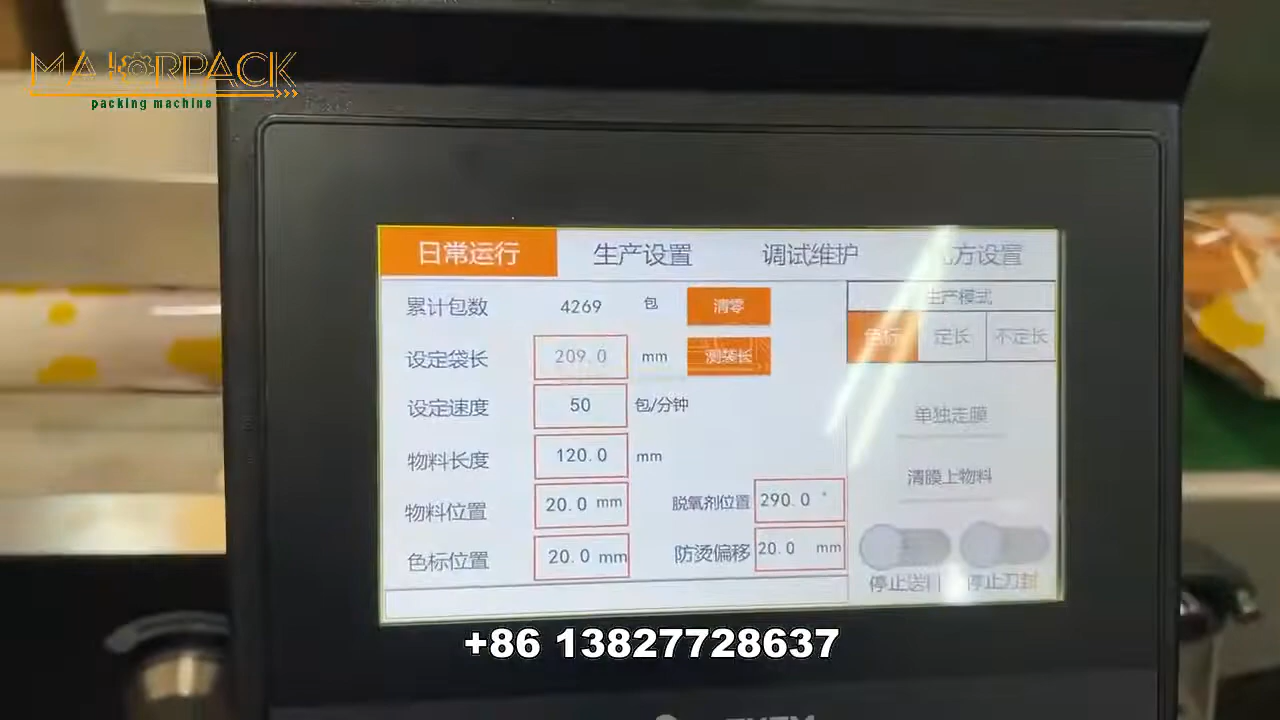 MAJORPACK
packing machine
日常运行 生产设置 调试维护 方设置
累计包数 4269 包 清零
生产模式
设定袋长 209.0 mm 测袋长
色标 定长 不定长
设定速度 50 包/分钟
单独走膜
物料长度 120.0 mm
清膜上物料
物料位置 20.0 mm 脱氧剂位置 290.0 °
色标位置 20.0 mm 防烫偏移 20.0 mm
停止送料 停止刀封
+86 13827728637